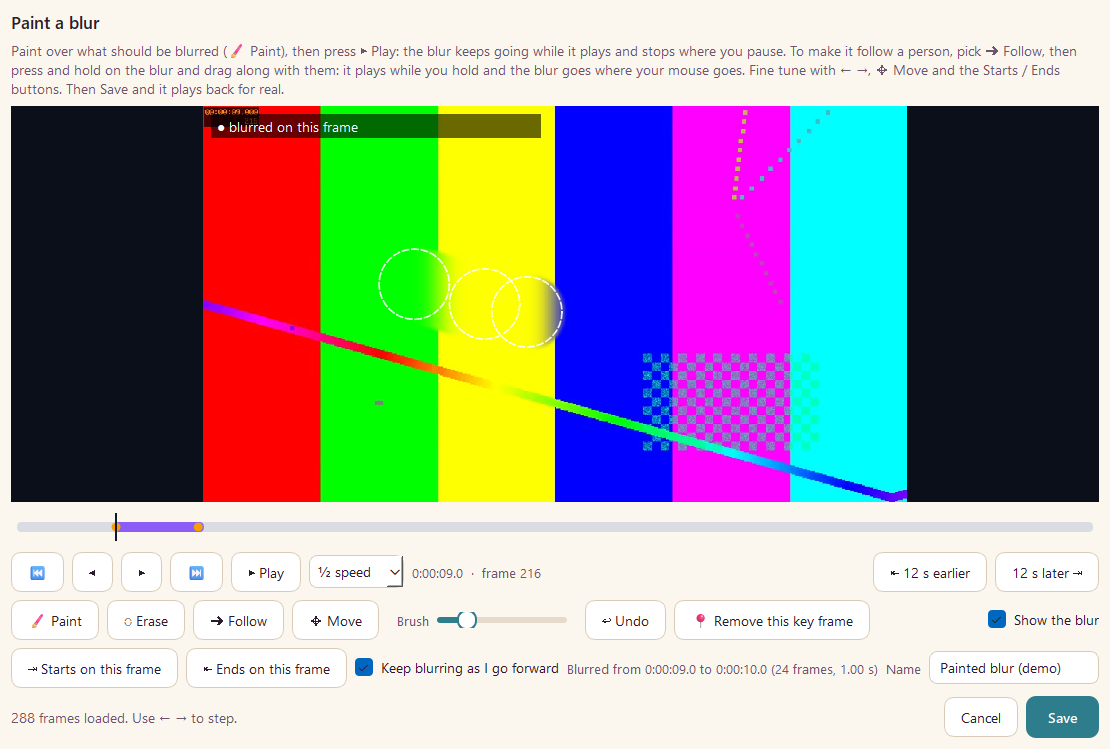 Paint a blur
Paint over what should be blurred (🖌 Paint), then press ▶ Play: the blur keeps going while it plays and stops where you pause. To make it follow a person, pick ➔ Follow, then
press and hold on the blur and drag along with them: it plays while you hold and the blur goes where your mouse goes. Fine tune with ← →, ✥ Move and the Starts / Ends
buttons. Then Save and it plays back for real.
● blurred on this frame
▶ Play
½ speed
0:00:09.0 · frame 216
⇤ 12 s earlier
12 s later ⇥
Paint
Erase
➔ Follow
✥ Move
Brush
↩ Undo
📍 Remove this key frame
Show the blur
⇥ Starts on this frame
⇤ Ends on this frame
Keep blurring as I go forward
Blurred from 0:00:09.0 to 0:00:10.0 (24 frames, 1.00 s)
Name
Painted blur (demo)
288 frames loaded. Use ← → to step.
Cancel
Save